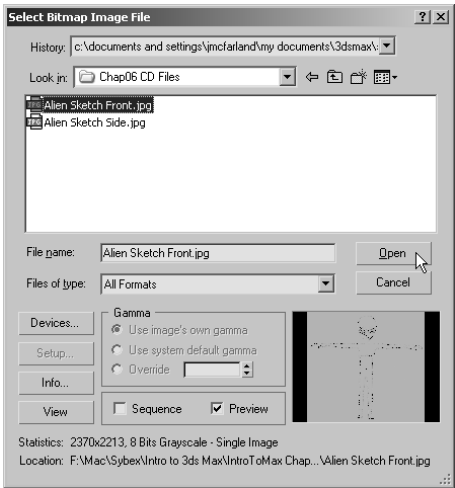 Select Bitmap Image File
History: c:\documents and settings\jmcfarland\my documents\3dsmax\
Look in: Chap06 CD Files
Alien Sketch Front.jpg
Alien Sketch Side.jpg
File name: Alien Sketch Front.jpg Open
Files of type: All Formats Cancel
Devices...
Setup...
Info...
View
Gamma
Use image's own gamma
Use system default gamma
Override
Sequence Preview
Statistics: 2370x2213, 8 Bits Grayscale - Single Image
Location: F:\Mac\Sybex\Intro to 3ds Max\IntroToMax Chap...\Alien Sketch Front.jpg